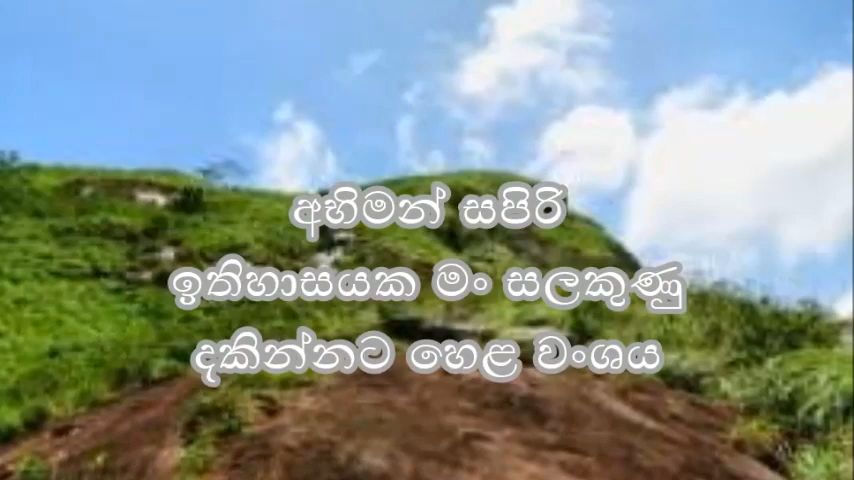 අභිමන් සපිරි
ඉතිහාසයක මං සලකුණු
දකින්නට හෙළ වංශය